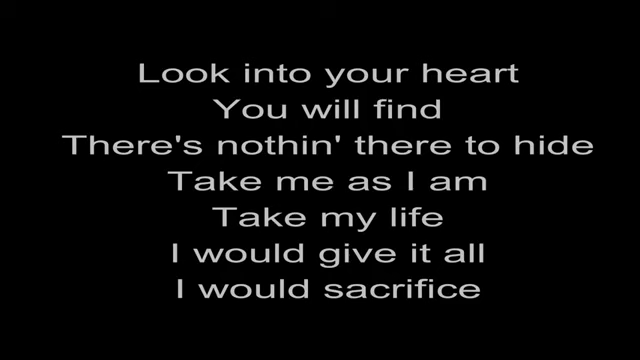 Look into your heart
You will find
There's nothin' there to hide
Take me as I am
Take my life
I would give it all
I would sacrifice